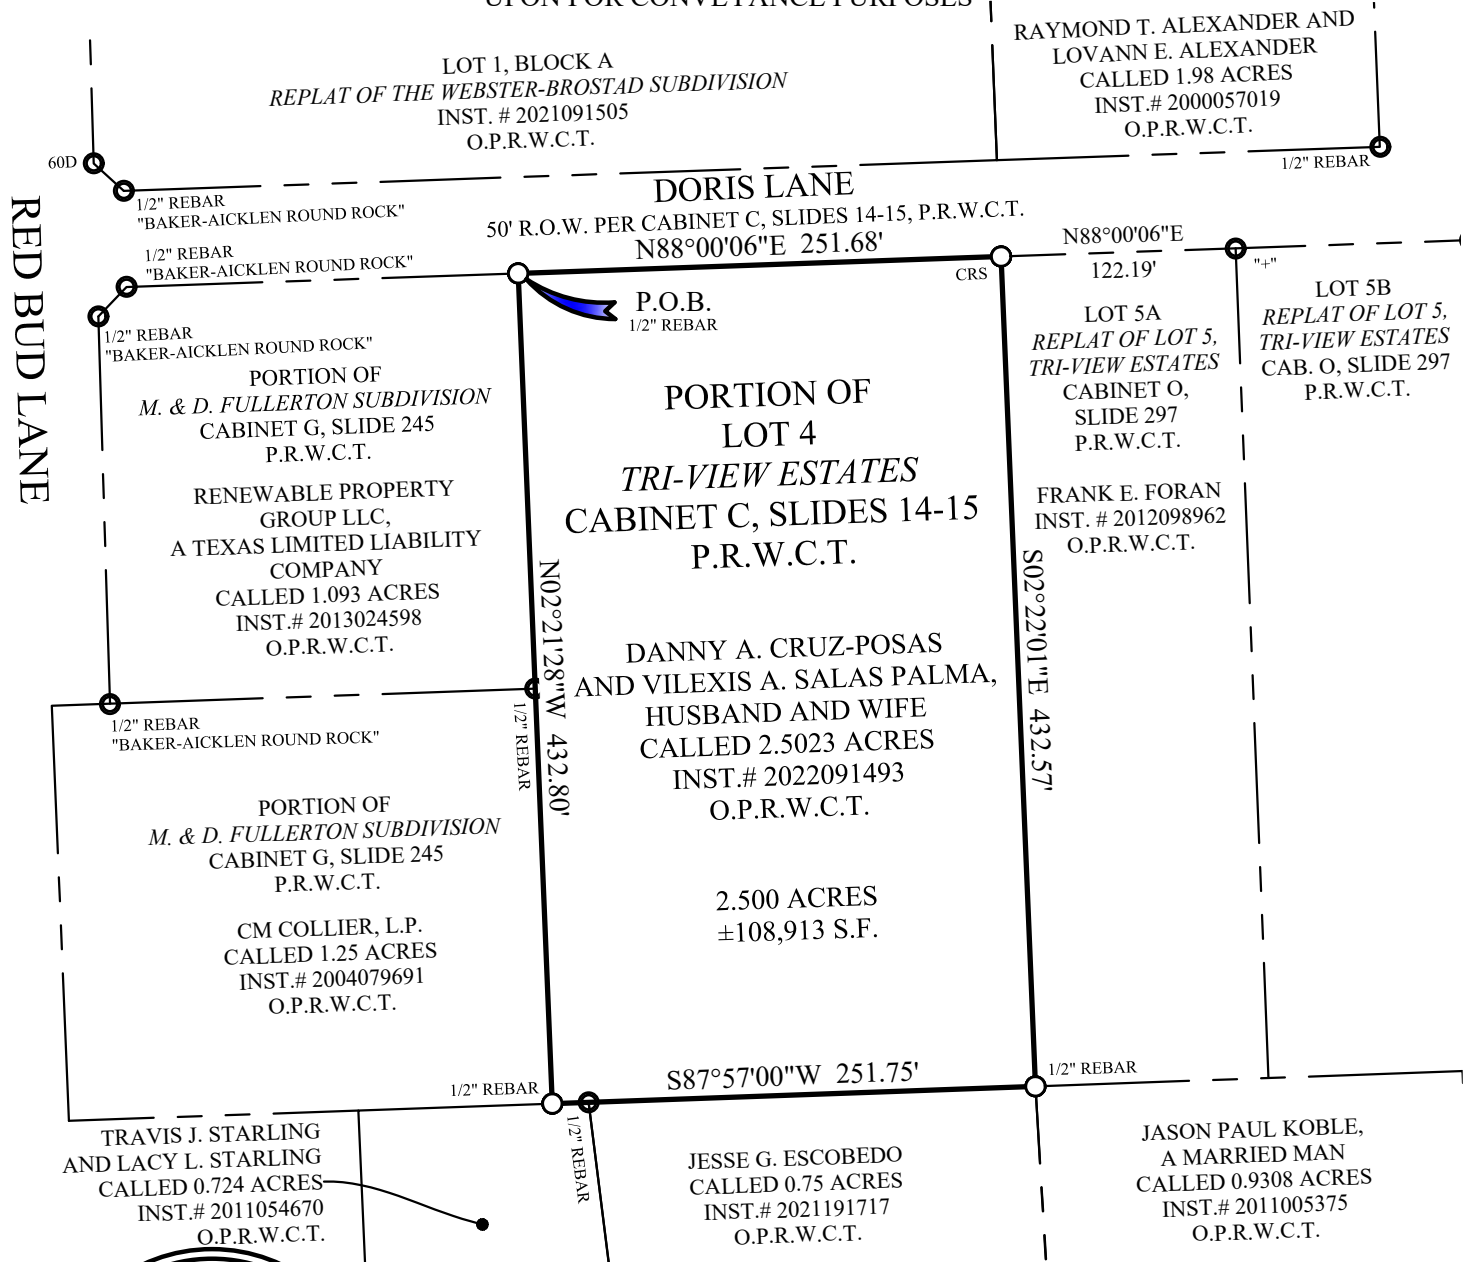 UPON FOR CONVEYANCE PURPOSES
LOT 1, BLOCK A
REPLAT OF THE WEBSTER-BROSTAD SUBDIVISION
INST. # 2021091505
O.P.R.W.C.T.
RAYMOND T. ALEXANDER AND
LOVANN E. ALEXANDER
CALLED 1.98 ACRES
INST.# 2000057019
O.P.R.W.C.T.
60D
1/2" REBAR
1/2" REBAR
"BAKER-AICKLEN ROUND ROCK"
DORIS LANE
50' R.O.W. PER CABINET C, SLIDES 14-15, P.R.W.C.T.
N88°00'06"E 251.68'
RED BUD LANE
1/2" REBAR
"BAKER-AICKLEN ROUND ROCK"
N88°00'06"E
122.19'
CRS
"+"
P.O.B.
1/2" REBAR
1/2" REBAR
"BAKER-AICKLEN ROUND ROCK"
PORTION OF
M. & D. FULLERTON SUBDIVISION
CABINET G, SLIDE 245
P.R.W.C.T.
RENEWABLE PROPERTY
GROUP LLC,
A TEXAS LIMITED LIABILITY
COMPANY
CALLED 1.093 ACRES
INST.# 2013024598
O.P.R.W.C.T.
PORTION OF
LOT 4
TRI-VIEW ESTATES
CABINET C, SLIDES 14-15
P.R.W.C.T.
LOT 5A
REPLAT OF LOT 5,
TRI-VIEW ESTATES
CABINET O,
SLIDE 297
P.R.W.C.T.
FRANK E. FORAN
INST. # 2012098962
O.P.R.W.C.T.
LOT 5B
REPLAT OF LOT 5,
TRI-VIEW ESTATES
CAB. O, SLIDE 297
P.R.W.C.T.
N02°21'28"W 432.80'
S02°22'01"E 432.57'
DANNY A. CRUZ-POSAS
AND VILEXIS A. SALAS PALMA,
HUSBAND AND WIFE
CALLED 2.5023 ACRES
INST.# 2022091493
O.P.R.W.C.T.
1/2" REBAR
1/2" REBAR
"BAKER-AICKLEN ROUND ROCK"
PORTION OF
M. & D. FULLERTON SUBDIVISION
CABINET G, SLIDE 245
P.R.W.C.T.
CM COLLIER, L.P.
CALLED 1.25 ACRES
INST.# 2004079691
O.P.R.W.C.T.
2.500 ACRES
±108,913 S.F.
1/2" REBAR
S87°57'00"W 251.75'
1/2" REBAR
1/2" REBAR
TRAVIS J. STARLING
AND LACY L. STARLING
CALLED 0.724 ACRES
INST.# 2011054670
O.P.R.W.C.T.
JESSE G. ESCOBEDO
CALLED 0.75 ACRES
INST.# 2021191717
O.P.R.W.C.T.
JASON PAUL KOBLE,
A MARRIED MAN
CALLED 0.9308 ACRES
INST.# 2011005375
O.P.R.W.C.T.